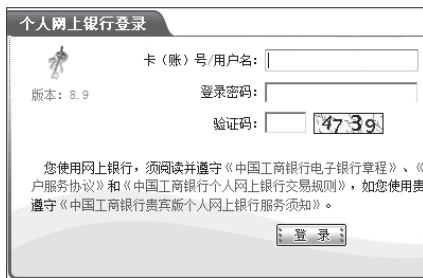 个人网上银行登录
卡（账）号/用户名：
版本：8.9
登录密码：
验证码： 4739
您使用网上银行，须阅读并遵守《中国工商银行电子银行章程》、《
户服务协议》和《中国工商银行个人网上银行交易规则》，如您使用贵
遵守《中国工商银行贵宾版个人网上银行服务须知》。
登 录